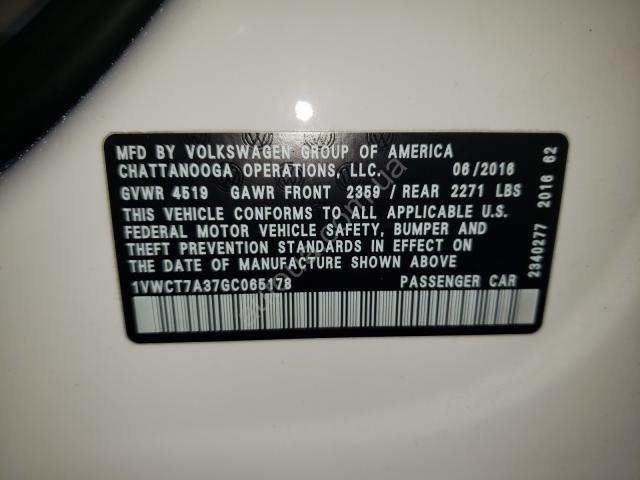 MFD BY VOLKSWAGEN GROUP OF AMERICA
CHATTANOOGA OPERATIONS, LLC. 06/2016
GVWR 4519 GAWR FRONT 2359 / REAR 2271 LBS
THIS VEHICLE CONFORMS TO ALL APPLICABLE U.S.
FEDERAL MOTOR VEHICLE SAFETY, BUMPER AND
THEFT PREVENTION STANDARDS IN EFFECT ON
THE DATE OF MANUFACTURE SHOWN ABOVE
1VWCT7A37GC065178 PASSENGER CAR
2340277 2016 62